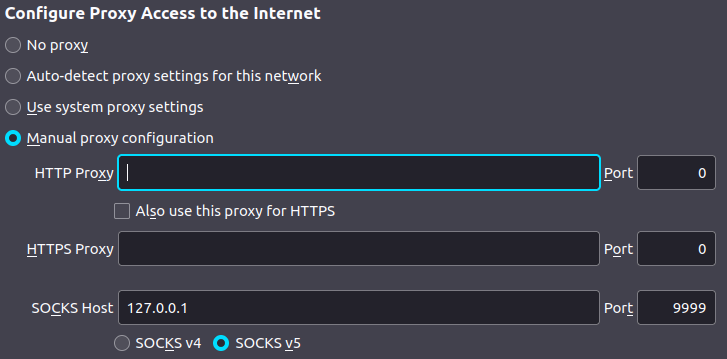 Configure Proxy Access to the Internet
No proxy
Auto-detect proxy settings for this network
Use system proxy settings
Manual proxy configuration
HTTP Proxy Port 0
Also use this proxy for HTTPS
HTTPS Proxy Port 0
SOCKS Host 127.0.0.1 Port 9999
SOCKS v4 SOCKS v5